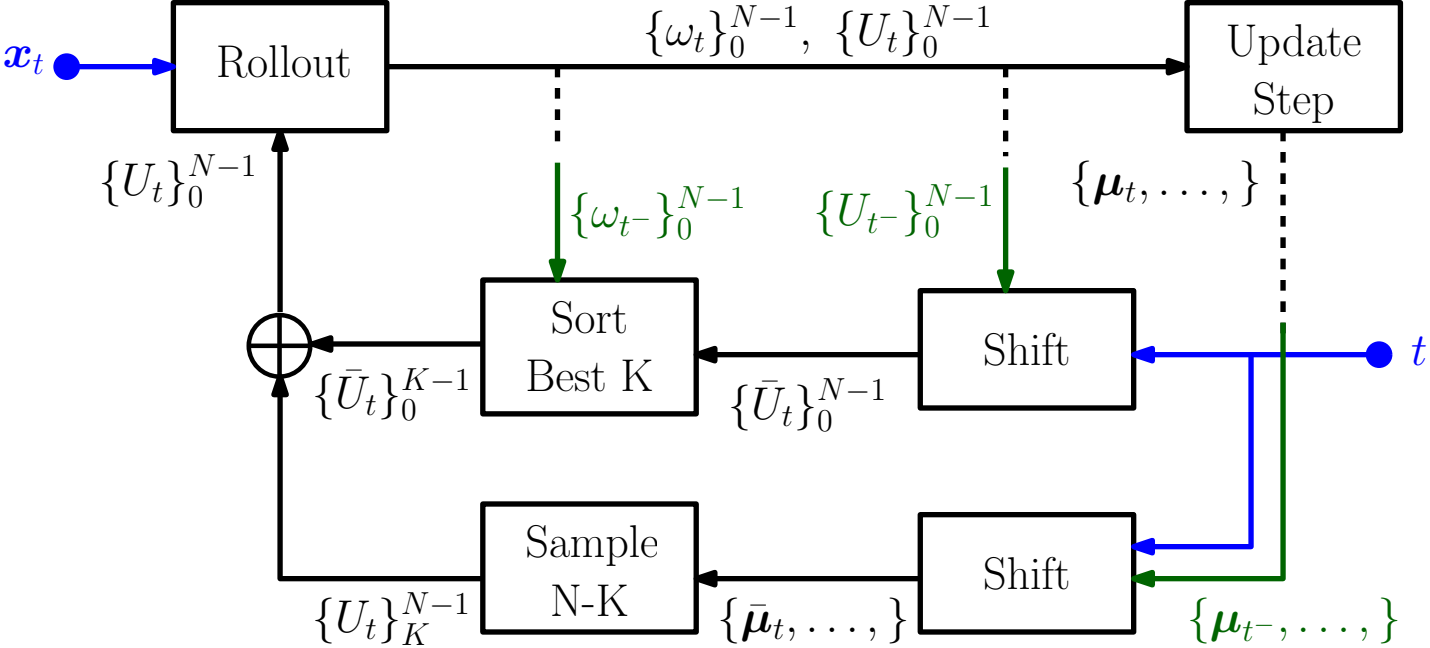 {ω_t}_0^{N−1}, {U_t}_0^{N−1}
x_t
Rollout
Update
Step
{U_t}_0^{N−1}
{ω_{t^−}}_0^{N−1}
{U_{t^−}}_0^{N−1}
{μ_t, . . . , }
Sort
Best K
Shift
t
{Ū_t}_0^{K−1}
{Ū_t}_0^{N−1}
Sample
N-K
Shift
{U_t}_K^{N−1}
{μ̄_t, . . . , }
{μ_{t^−}, . . . , }